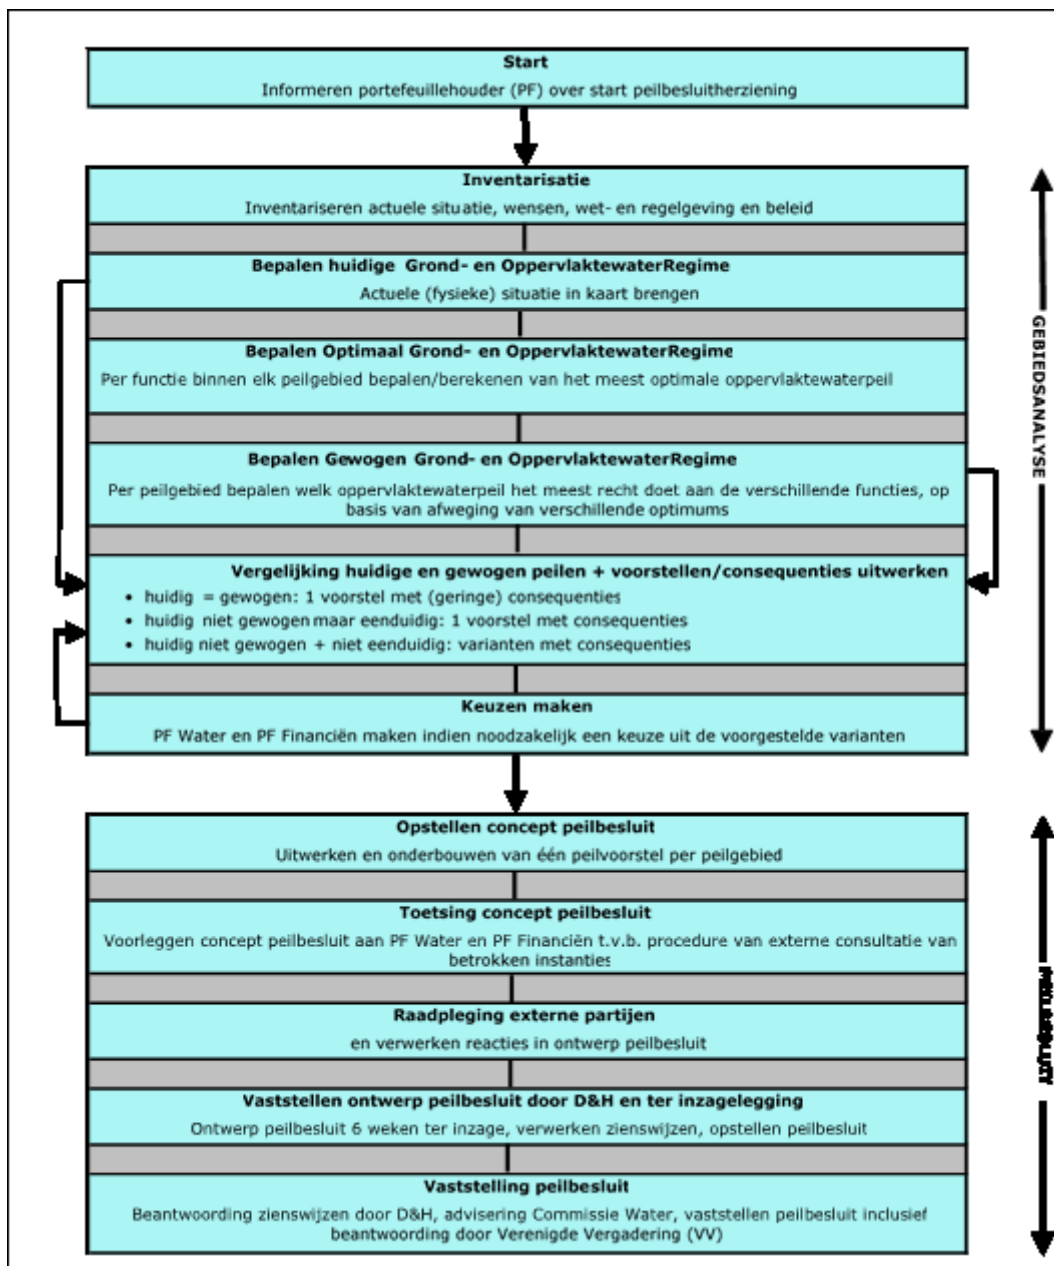 Start
Informeren portefeuillehouder (PF) over start peilbesluitherziening
Inventarisatie
Inventariseren actuele situatie, wensen, wet- en regelgeving en beleid
Bepalen huidige Grond- en OppervlaktewaterRegime
Actuele (fysieke) situatie in kaart brengen
Bepalen Optimaal Grond- en OppervlaktewaterRegime
Per functie binnen elk peilgebied bepalen/berekenen van het meest optimale oppervlaktewaterpeil
Bepalen Gewogen Grond- en OppervlaktewaterRegime
Per peilgebied bepalen welk oppervlaktewaterpeil het meest recht doet aan de verschillende functies, op
basis van afweging van verschillende optimums
Vergelijking huidige en gewogen peilen + voorstellen/consequenties uitwerken
• huidig = gewogen: 1 voorstel met (geringe) consequenties
• huidig niet gewogen maar eenduidig: 1 voorstel met consequenties
• huidig niet gewogen + niet eenduidig: varianten met consequenties
Keuzen maken
PF Water en PF Financiën maken indien noodzakelijk een keuze uit de voorgestelde varianten
GEBIEDSANALYSE
Opstellen concept peilbesluit
Uitwerken en onderbouwen van één peilvoorstel per peilgebied
Toetsing concept peilbesluit
Voorleggen concept peilbesluit aan PF Water en PF Financiën t.v.b. procedure van externe consultatie van
betrokken instanties
Raadpleging externe partijen
en verwerken reacties in ontwerp peilbesluit
Vaststellen ontwerp peilbesluit door D&H en ter inzagelegging
Ontwerp peilbesluit 6 weken ter inzage, verwerken zienswijzen, opstellen peilbesluit
Vaststelling peilbesluit
Beantwoording zienswijzen door D&H, advisering Commissie Water, vaststellen peilbesluit inclusief
beantwoording door Verenigde Vergadering (VV)